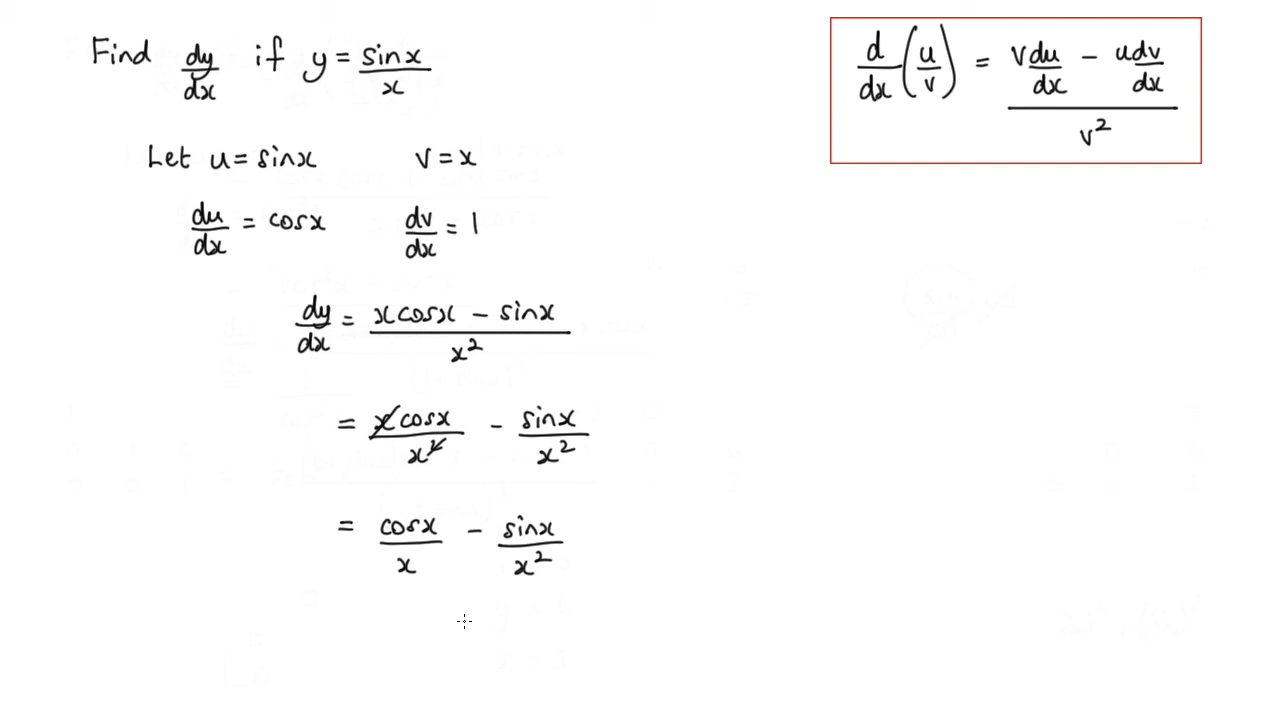 Find dy/dx if y = sinx/x
d/dx (u/v) = (v du/dx - u dv/dx)/v²
Let u = sinx v = x
du/dx = cosx dv/dx = 1
dy/dx = (xcosx - sinx)/x²
= xcosx/x² - sinx/x²
= cosx/x - sinx/x²